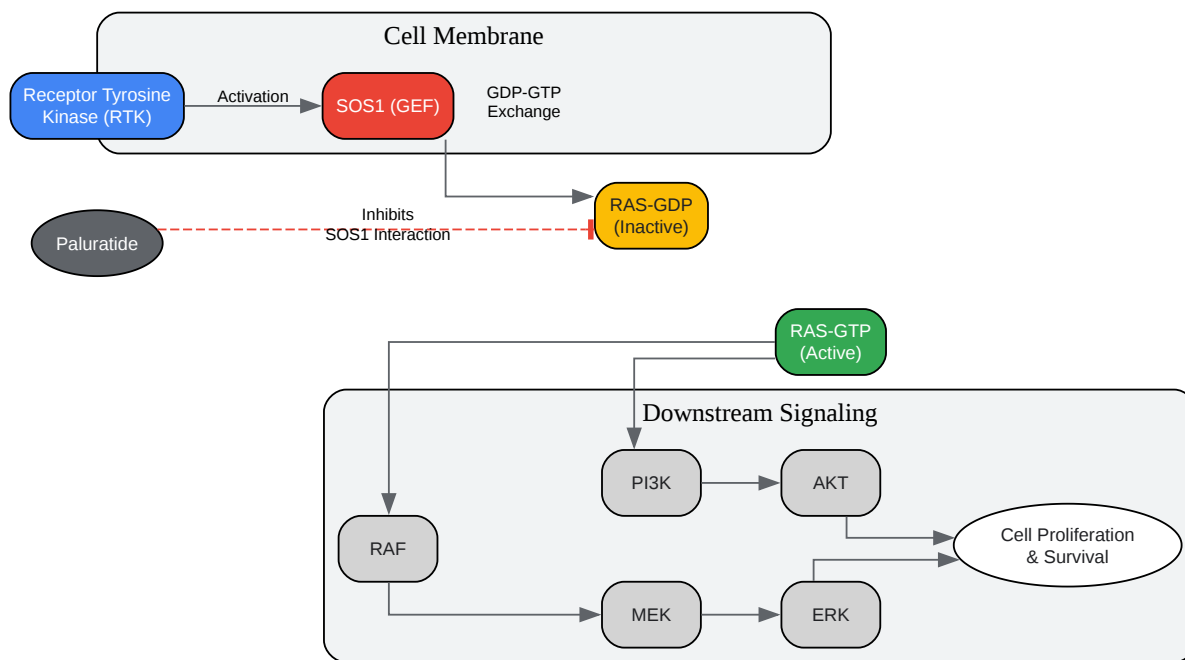 Cell Membrane
Receptor Tyrosine
Kinase (RTK)
Activation
SOS1 (GEF)
GDP-GTP
Exchange
RAS-GDP
(Inactive)
Paluratide
Inhibits
SOS1 Interaction
RAS-GTP
(Active)
Downstream Signaling
PI3K
AKT
RAF
Cell Proliferation
& Survival
MEK
ERK